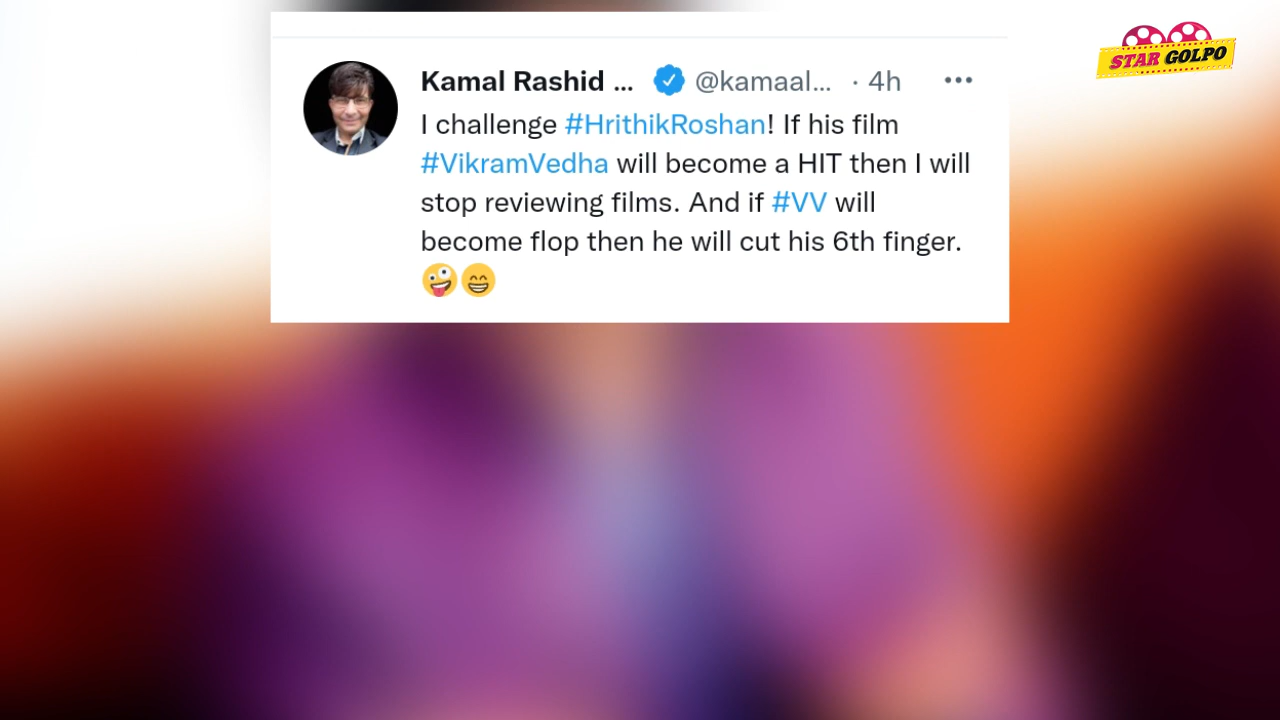 STAR GOLPO
Kamal Rashid ... @kamaal... · 4h
I challenge #HrithikRoshan! If his film
#VikramVedha will become a HIT then I will
stop reviewing films. And if #VV will
become flop then he will cut his 6th finger.
🤪😁